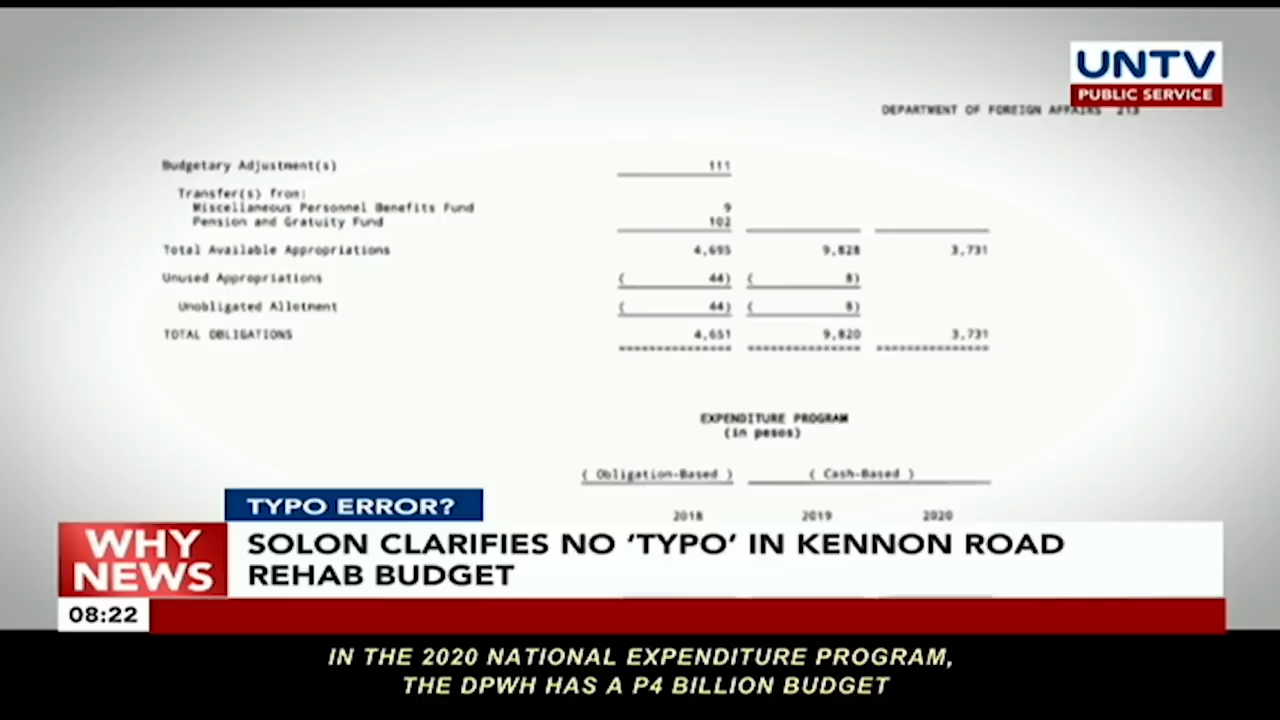 UNTV
PUBLIC SERVICE
DEPARTMENT OF FOREIGN AFFAIRS 213
Budgetary Adjustment(s) 111
Transfer(s) from:
Miscellaneous Personnel Benefits Fund 9
Pension and Gratuity Fund 102
Total Available Appropriations 4,695 9,828 3,731
Unused Appropriations ( 44) ( 8)
Unobligated Allotment ( 44) ( 8)
TOTAL OBLIGATIONS 4,651 9,820 3,731
EXPENDITURE PROGRAM
(in pesos)
( Obligation-Based ) ( Cash-Based )
2018 2019 2020
TYPO ERROR?
WHY
NEWS
SOLON CLARIFIES NO ‘TYPO’ IN KENNON ROAD
REHAB BUDGET
08:22
IN THE 2020 NATIONAL EXPENDITURE PROGRAM,
THE DPWH HAS A P4 BILLION BUDGET